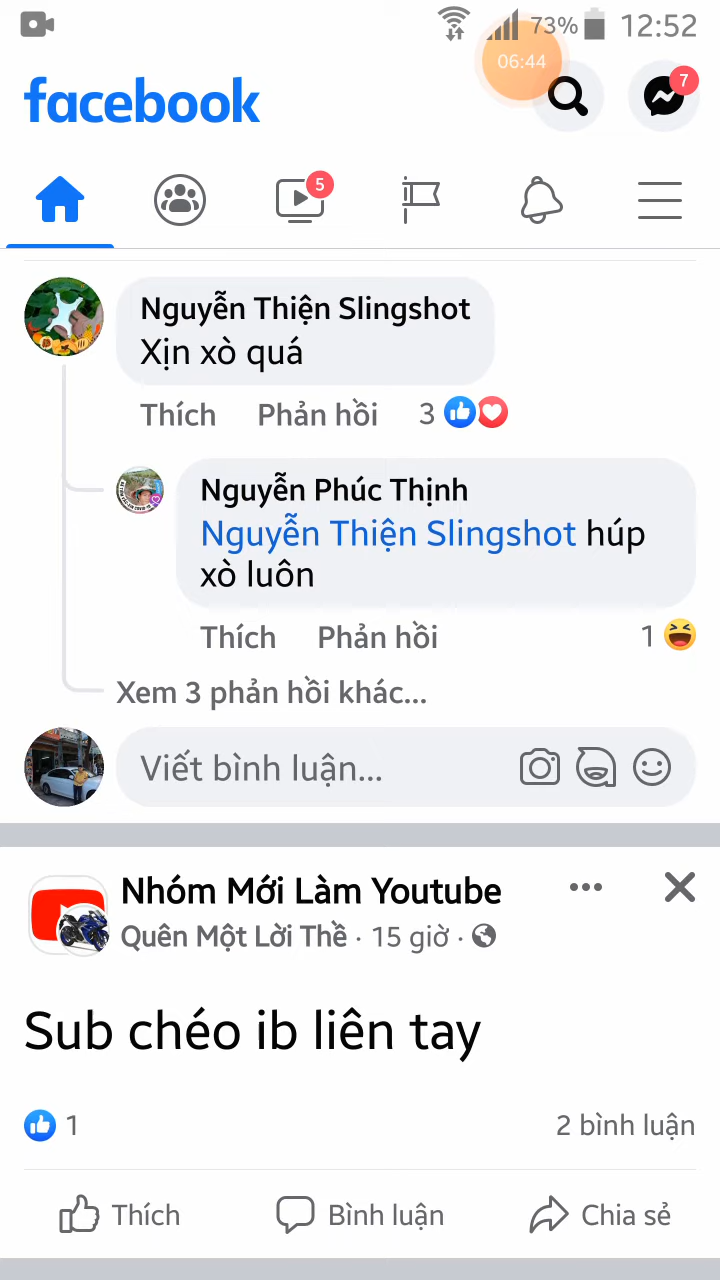 73% 12:52
06:44
facebook
7
5
Nguyễn Thiện Slingshot
Xịn xò quá
Thích Phản hồi 3
Nguyễn Phúc Thịnh
Nguyễn Thiện Slingshot húp
xò luôn
Thích Phản hồi 1
Xem 3 phản hồi khác...
Viết bình luận...
Nhóm Mới Làm Youtube
Quên Một Lời Thề · 15 giờ ·
Sub chéo ib liên tay
1 2 bình luận
Thích Bình luận Chia sẻ